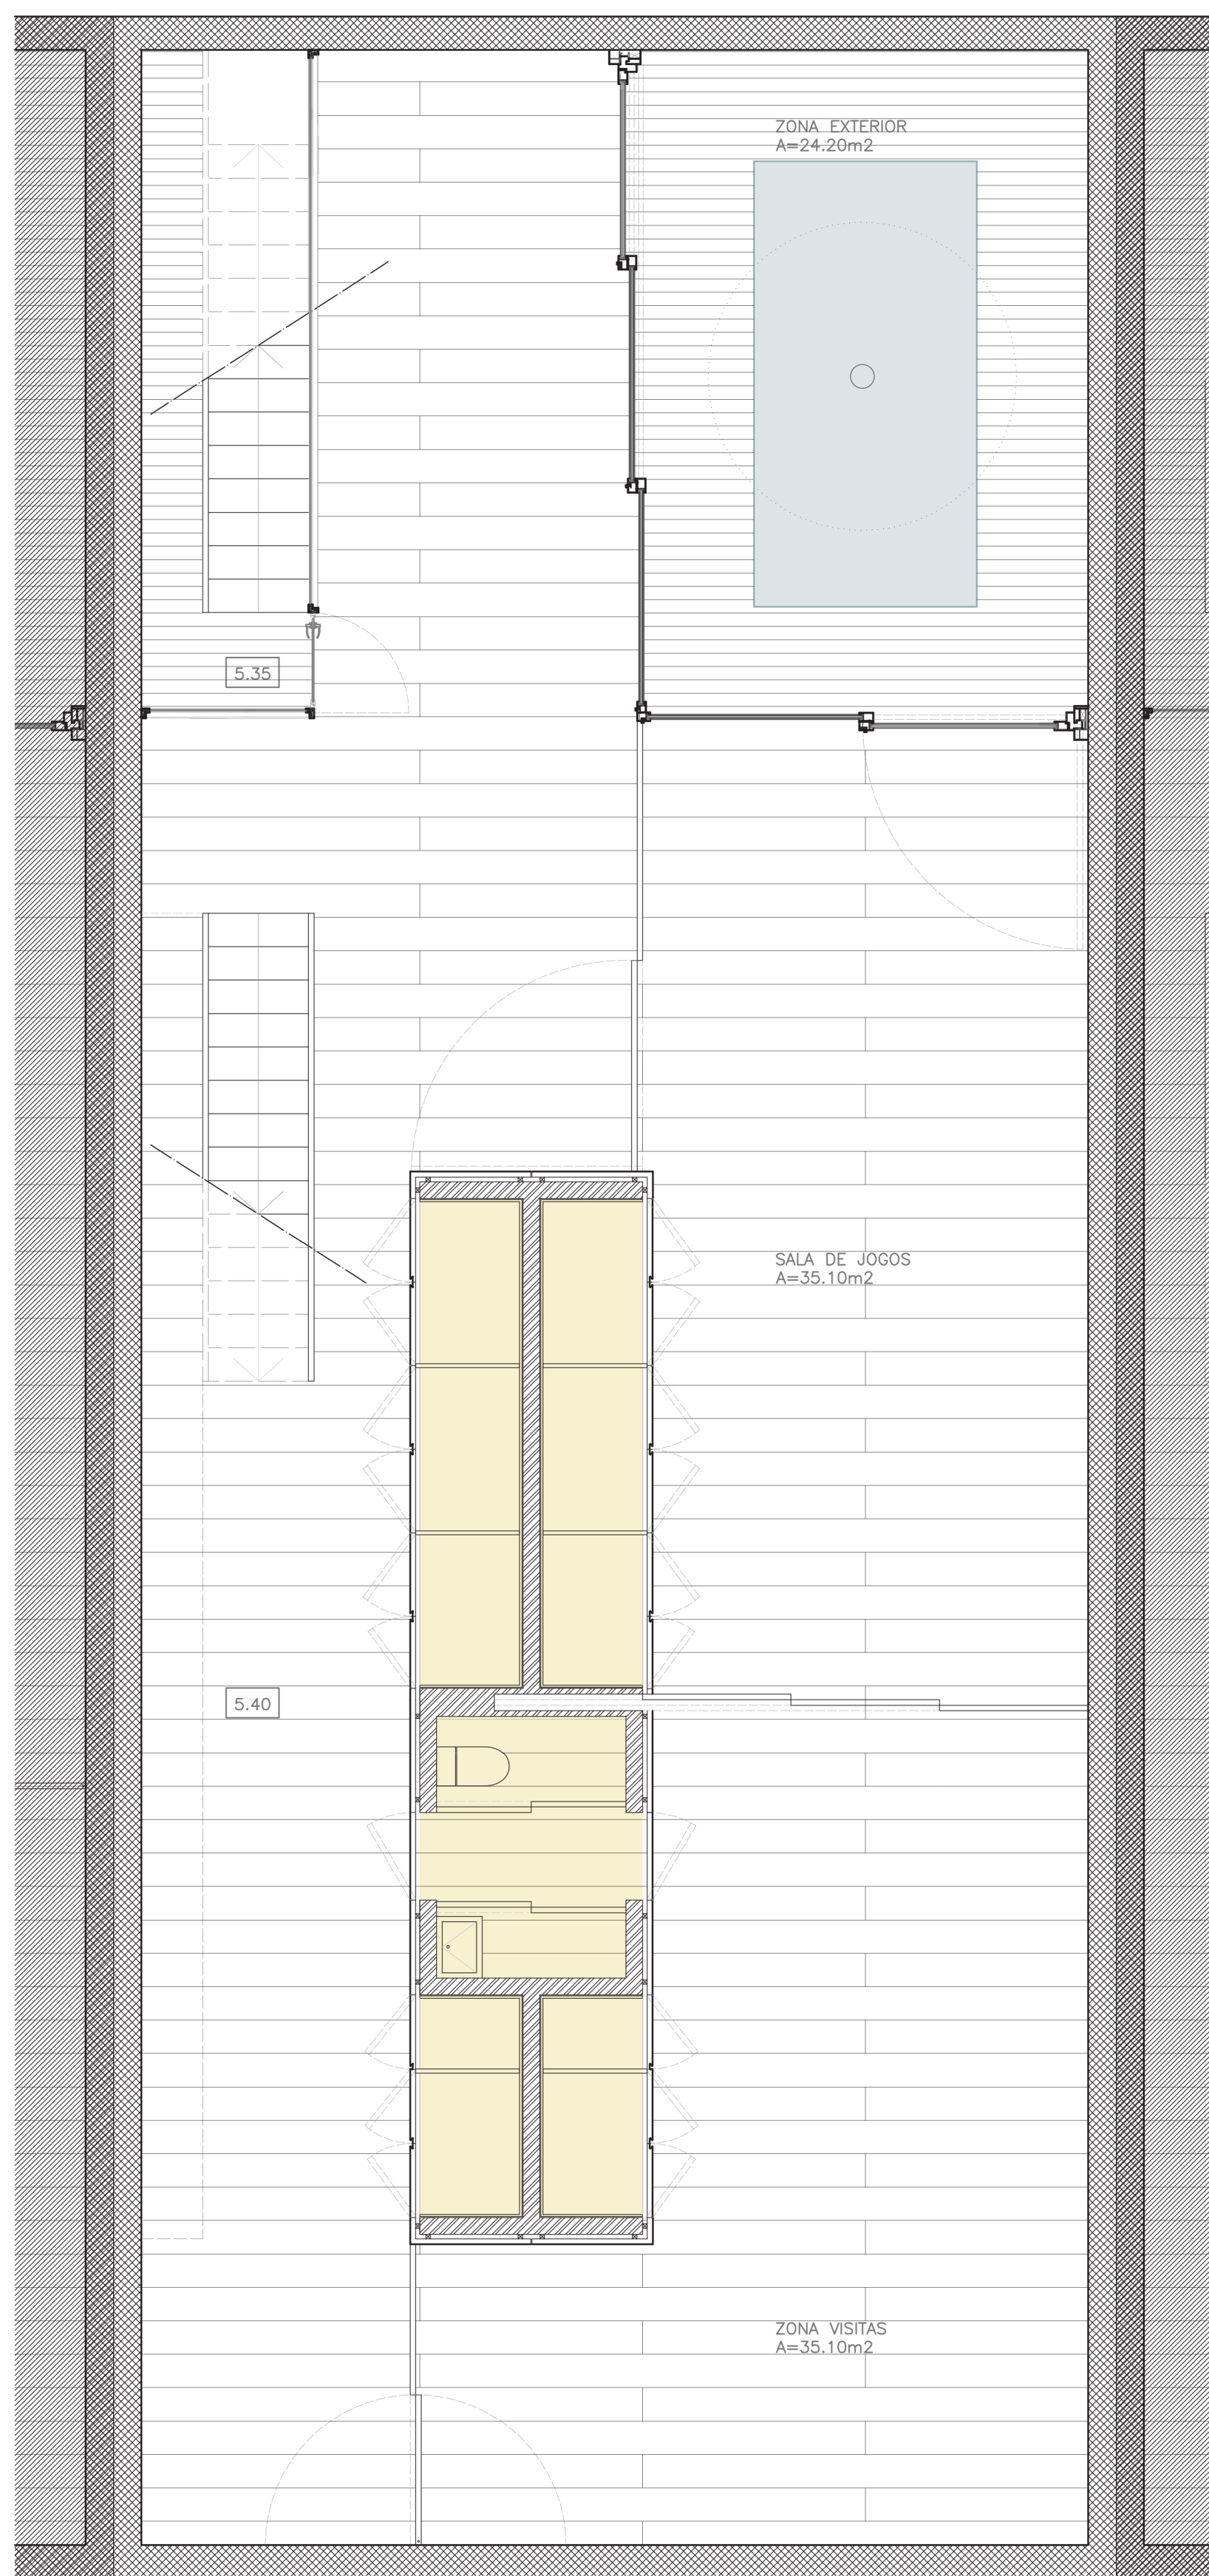 ZONA EXTERIOR
A=24.20m2
5.35
SALA DE JOGOS
A=35.10m2
5.40
ZONA VISITAS
A=35.10m2